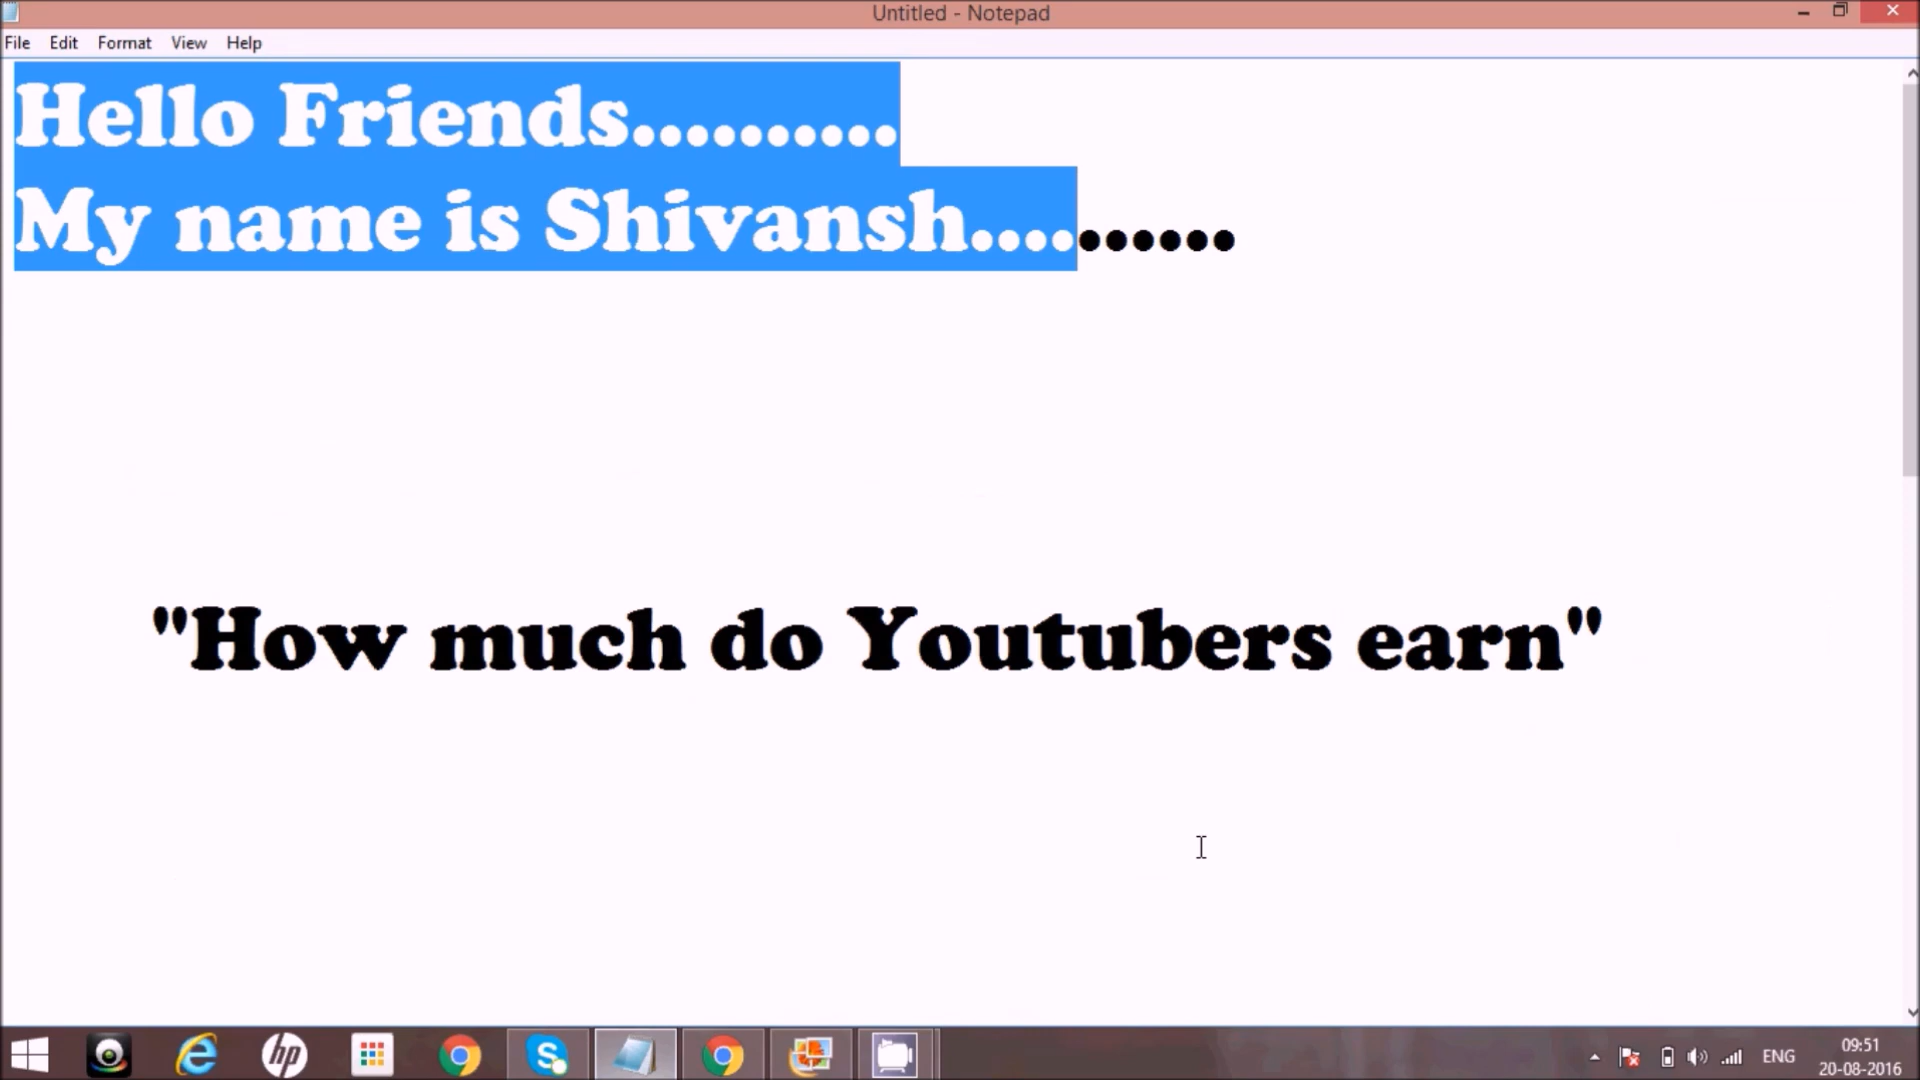 Untitled - Notepad
File Edit Format View Help
Hello Friends..........
My name is Shivansh..........
"How much do Youtubers earn"
hp
ENG
09:51
20-08-2016